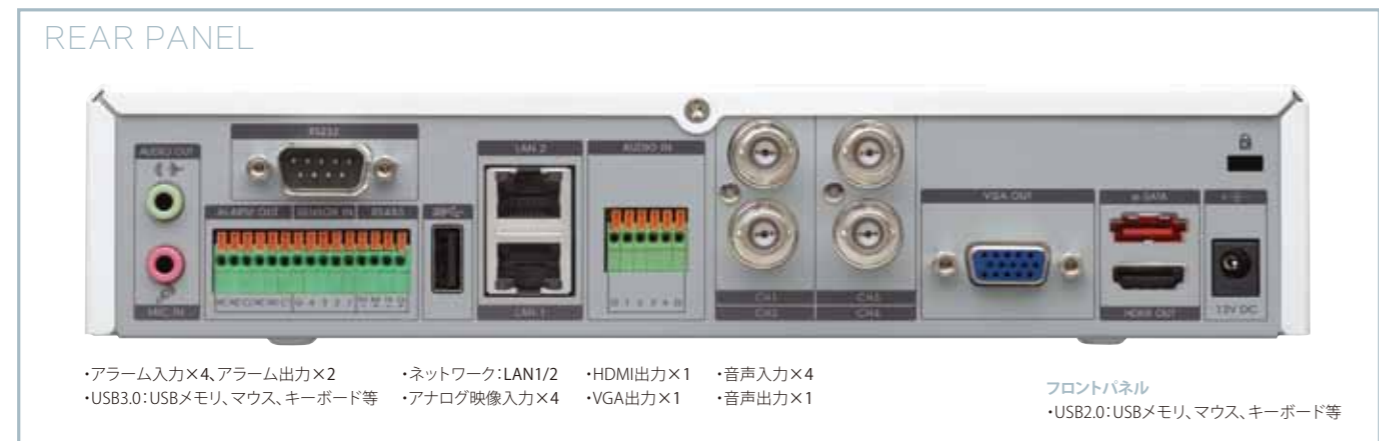 REAR PANEL
RS232
AUDIO OUT
LAN 2
AUDIO IN
VGA OUT
e-SATA
ALARM OUT
SENSOR IN
RS485
MIC IN
LAN 1
CH1
CH3
CH2
CH4
HDMI OUT
12V DC
・アラーム入力×4、アラーム出力×2
・USB3.0：USBメモリ、マウス、キーボード等
・ネットワーク：LAN1/2
・アナログ映像入力×4
・HDMI出力×1
・VGA出力×1
・音声入力×4
・音声出力×1
フロントパネル
・USB2.0：USBメモリ、マウス、キーボード等